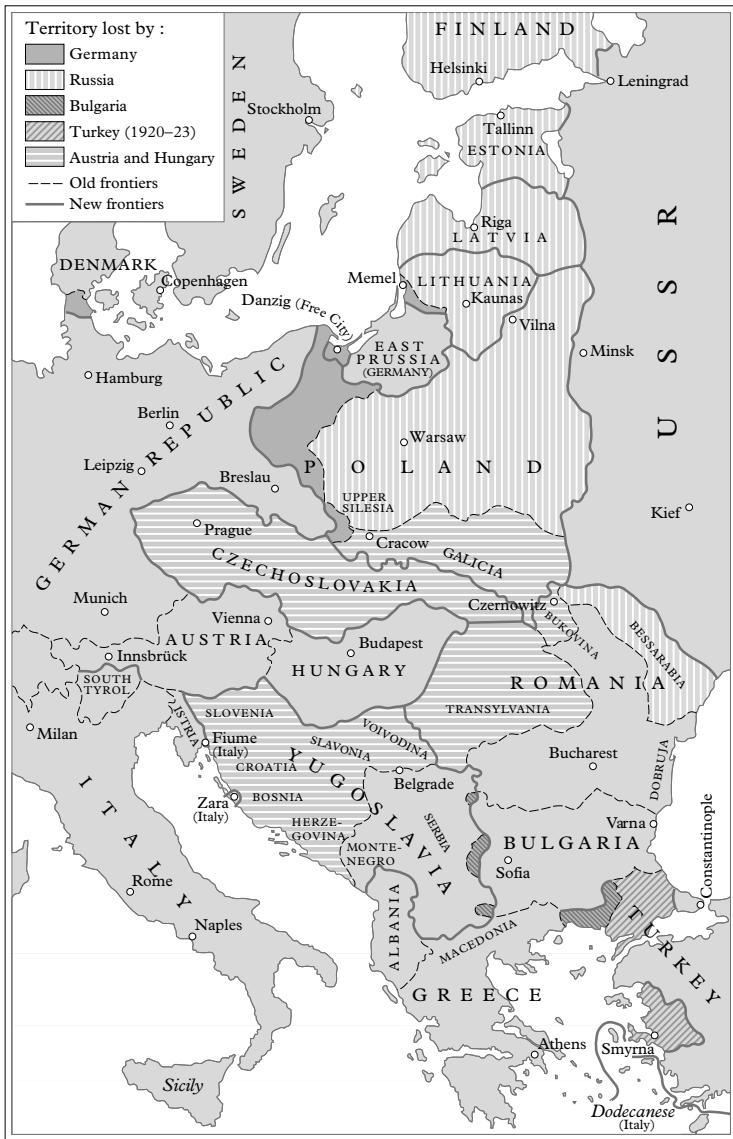 Territory lost by :
Germany
Russia
Bulgaria
Turkey (1920–23)
Austria and Hungary
Old frontiers
New frontiers
FINLAND
Helsinki
Leningrad
SWEDEN
Stockholm
Tallinn
ESTONIA
Riga
LATVIA
USSR
DENMARK
Copenhagen
Memel
LITHUANIA
Kaunas
Danzig (Free City)
Vilna
EAST
PRUSSIA
(GERMANY)
Minsk
Hamburg
GERMAN REPUBLIC
Berlin
Warsaw
Leipzig
POLAND
Breslau
UPPER
SILESIA
Kief
Prague
Cracow
GALICIA
CZECHOSLOVAKIA
Munich
Vienna
Czernowitz
BUKOVINA
BESSARABIA
AUSTRIA
Budapest
Innsbrück
HUNGARY
SOUTH
TYROL
ROMANIA
TRANSYLVANIA
SLOVENIA
Milan
ISTRIA
Fiume
(Italy)
SLAVONIA
VOIVODINA
CROATIA
YUGOSLAVIA
Belgrade
Bucharest
DOBRUJA
ITALY
Zara
(Italy)
BOSNIA
HERZE-
GOVINA
SERBIA
Varna
BULGARIA
MONTE-
NEGRO
Sofia
Constantinople
Rome
Naples
ALBANIA
MACEDONIA
TURKEY
GREECE
Athens
Smyrna
Sicily
Dodecanese
(Italy)